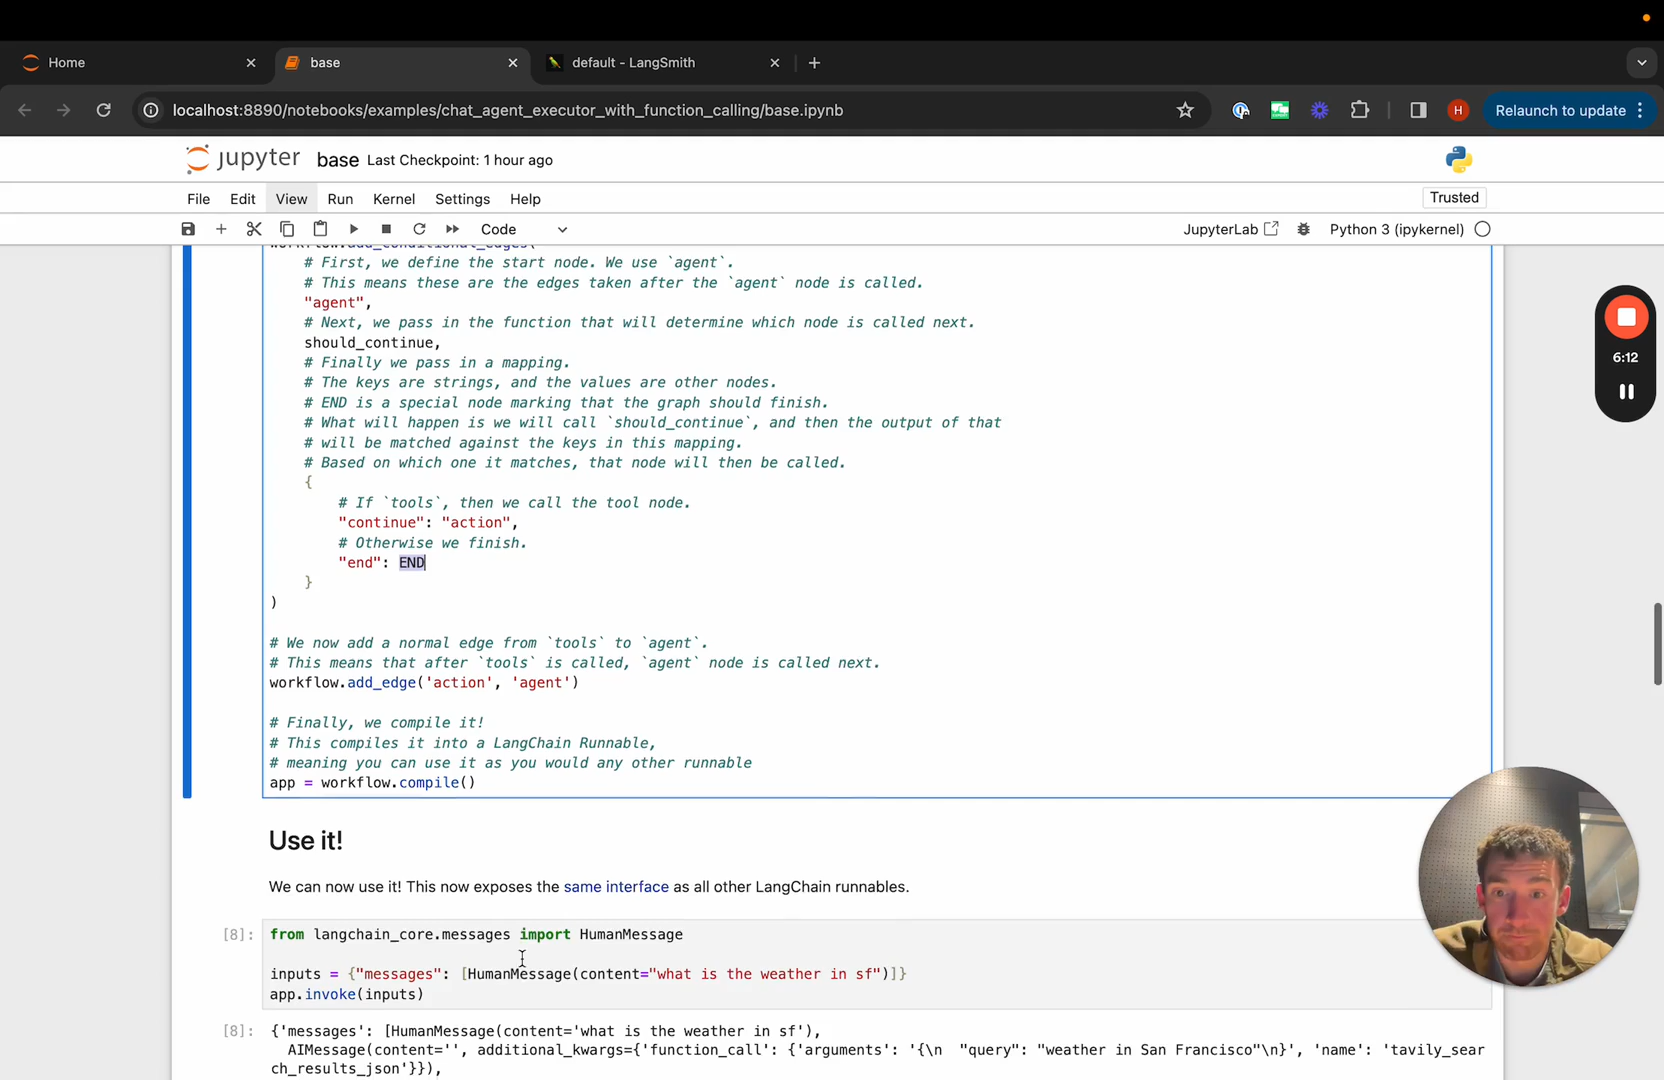 Home
base
default - LangSmith
localhost:8890/notebooks/examples/chat_agent_executor_with_function_calling/base.ipynb
H
Relaunch to update
jupyter base Last Checkpoint: 1 hour ago
File Edit View Run Kernel Settings Help
Trusted
Code
JupyterLab
Python 3 (ipykernel)
workflow.add_conditional_edges(
# First, we define the start node. We use `agent`.
# This means these are the edges taken after the `agent` node is called.
"agent",
# Next, we pass in the function that will determine which node is called next.
should_continue,
# Finally we pass in a mapping.
# The keys are strings, and the values are other nodes.
# END is a special node marking that the graph should finish.
# What will happen is we will call `should_continue`, and then the output of that
# will be matched against the keys in this mapping.
# Based on which one it matches, that node will then be called.
{
# If `tools`, then we call the tool node.
"continue": "action",
# Otherwise we finish.
"end": END
}
)
# We now add a normal edge from `tools` to `agent`.
# This means that after `tools` is called, `agent` node is called next.
workflow.add_edge('action', 'agent')
# Finally, we compile it!
# This compiles it into a LangChain Runnable,
# meaning you can use it as you would any other runnable
app = workflow.compile()
6:12
Use it!
We can now use it! This now exposes the same interface as all other LangChain runnables.
[8]:
from langchain_core.messages import HumanMessage
inputs = {"messages": [HumanMessage(content="what is the weather in sf")]}
app.invoke(inputs)
[8]:
{'messages': [HumanMessage(content='what is the weather in sf'),
AIMessage(content='', additional_kwargs={'function_call': {'arguments': '{\n  "query": "weather in San Francisco"\n}', 'name': 'tavily_sear
ch_results_json'}}),